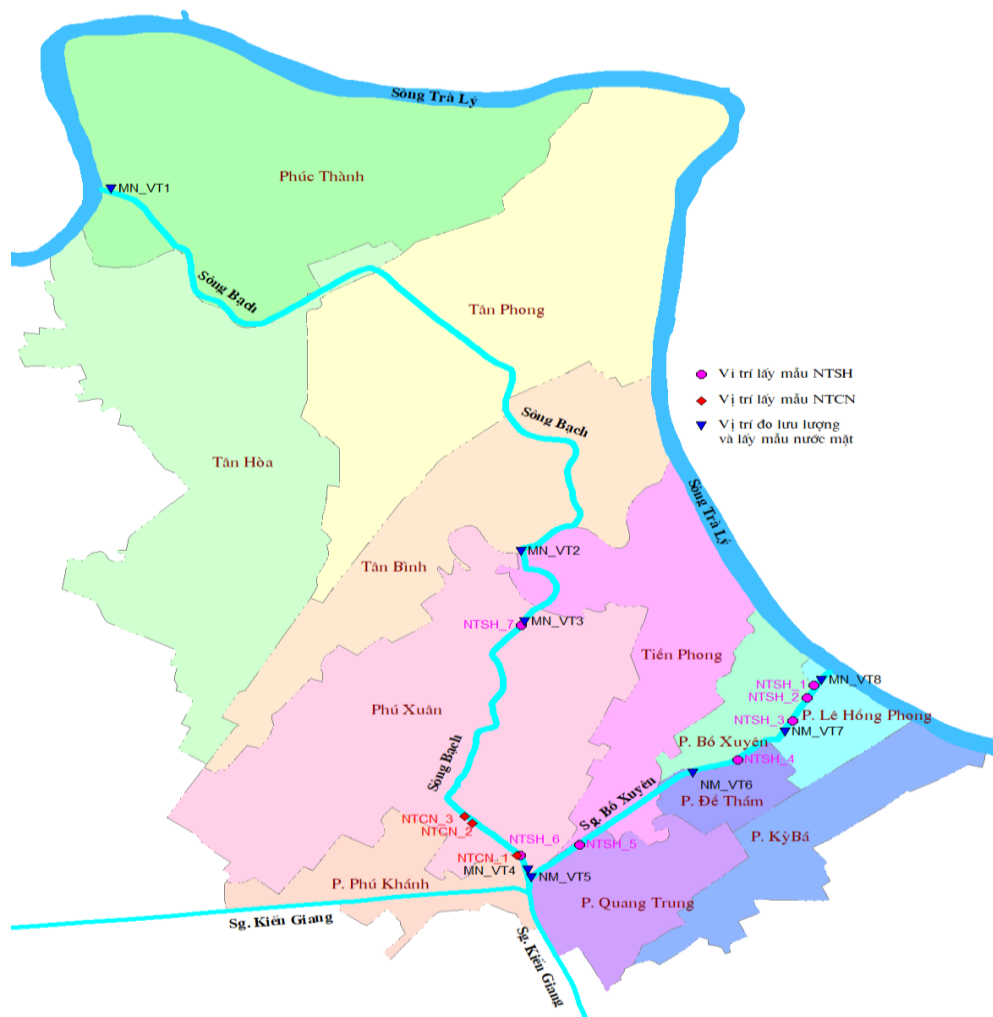 Sông Trà Lý
Phúc Thành
MN_VT1
Sông Bạch
Tân Phong
Vi trí lấy mẫu NTSH
Vị trí lấy mẫu NTCN
Vị trí đo lưu lượng
và lấy mẫu nước mặt
Sông Bạch
Tân Hòa
Sông Trà Lý
MN_VT2
Tân Bình
NTSH_7
MN_VT3
Tiền Phong
NTSH_1
MN_VT8
NTSH_2
Phú Xuân
P. Lê Hồng Phong
NTSH_3
NM_VT7
P. Bồ Xuyên
Sông Bạch
NTSH_4
NM_VT6
P. Đề Thám
Sg. Bồ Xuyên
NTCN_3
NTCN_2
P. KỳBá
NTSH_6
NTSH_5
NTCN_1
MN_VT4
NM_VT5
P. Phú Khánh
P. Quang Trung
Sg. Kiến Giang
Sg. Kiến Giang